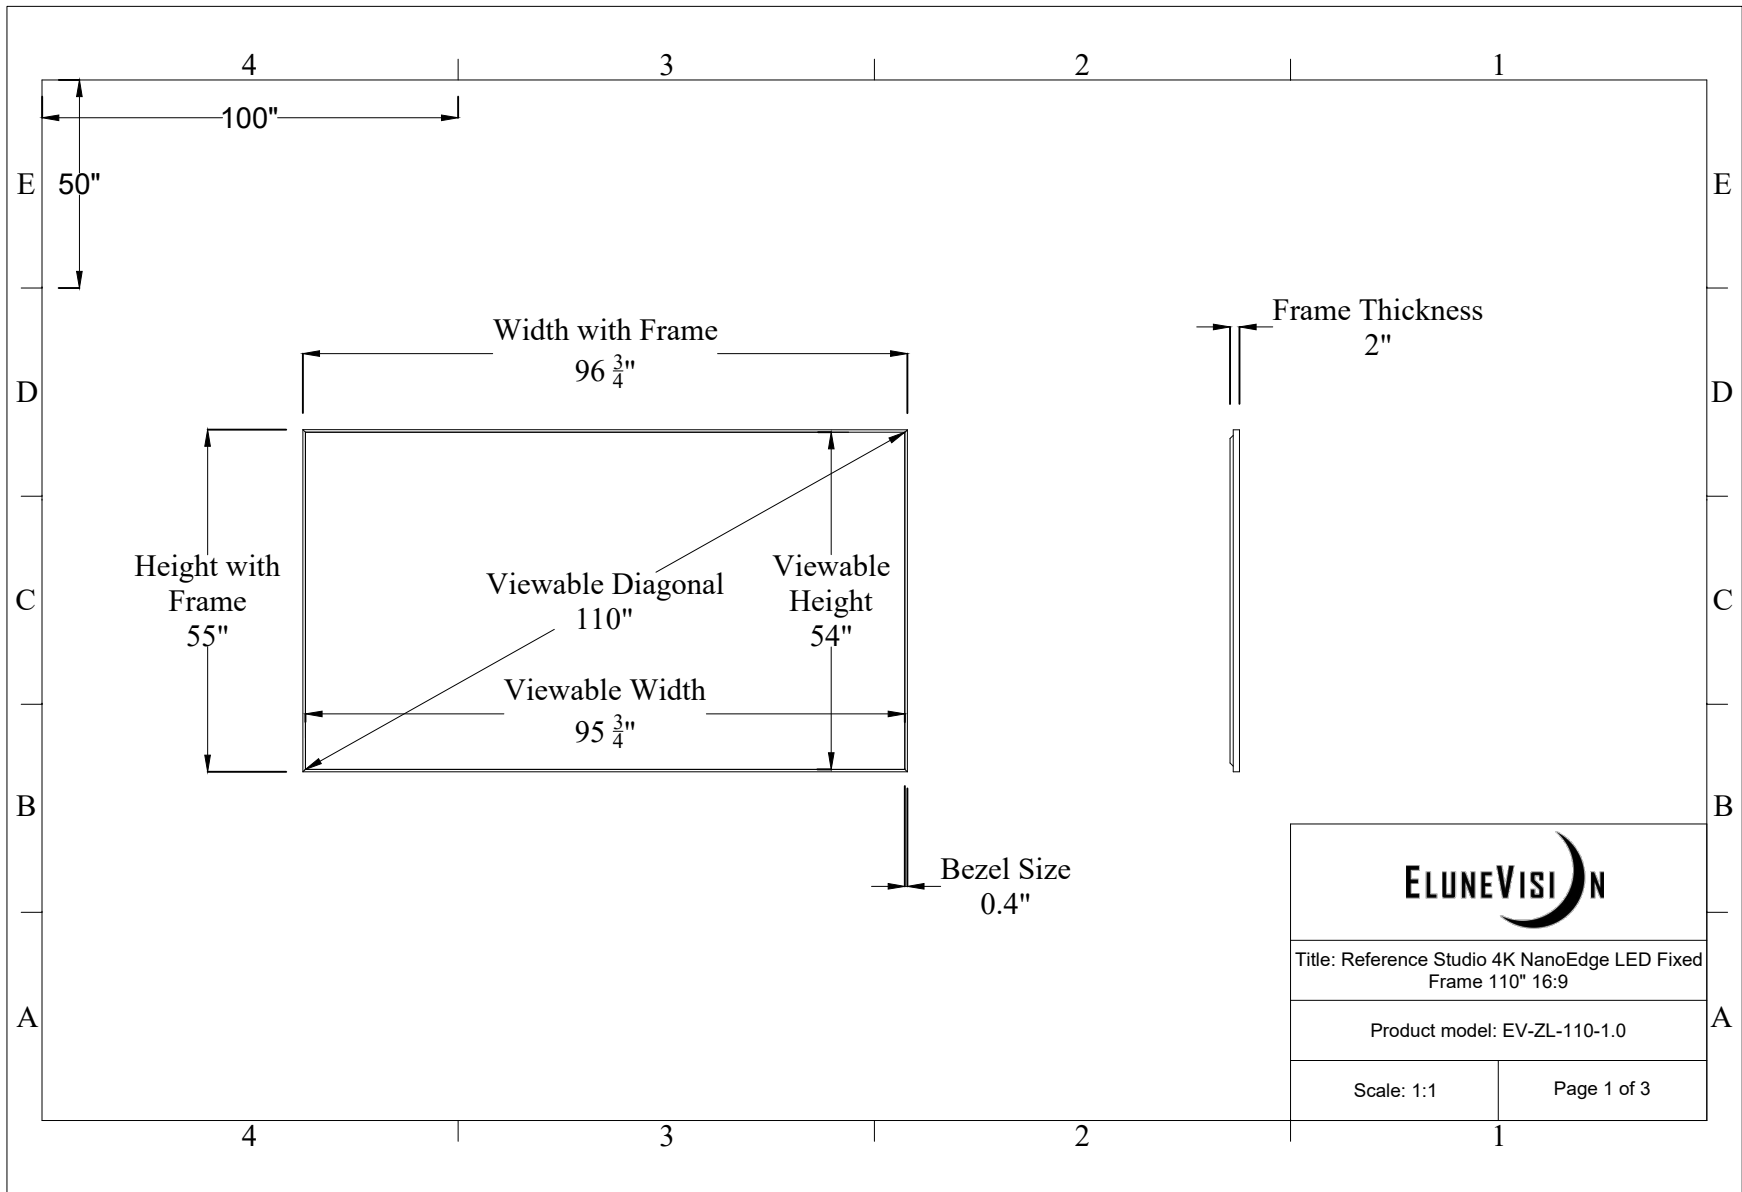 4 3 2 1
100"
E 50" E
Frame Thickness
2"
Width with Frame
96 3/4"
D D
Height with
Frame
55"
Viewable Diagonal
110"
Viewable
Height
54"
C C
Viewable Width
95 3/4"
B B
Bezel Size
0.4"
ELUNEVISION
Title: Reference Studio 4K NanoEdge LED Fixed
Frame 110" 16:9
A A
Product model: EV-ZL-110-1.0
Scale: 1:1 Page 1 of 3
4 3 2 1